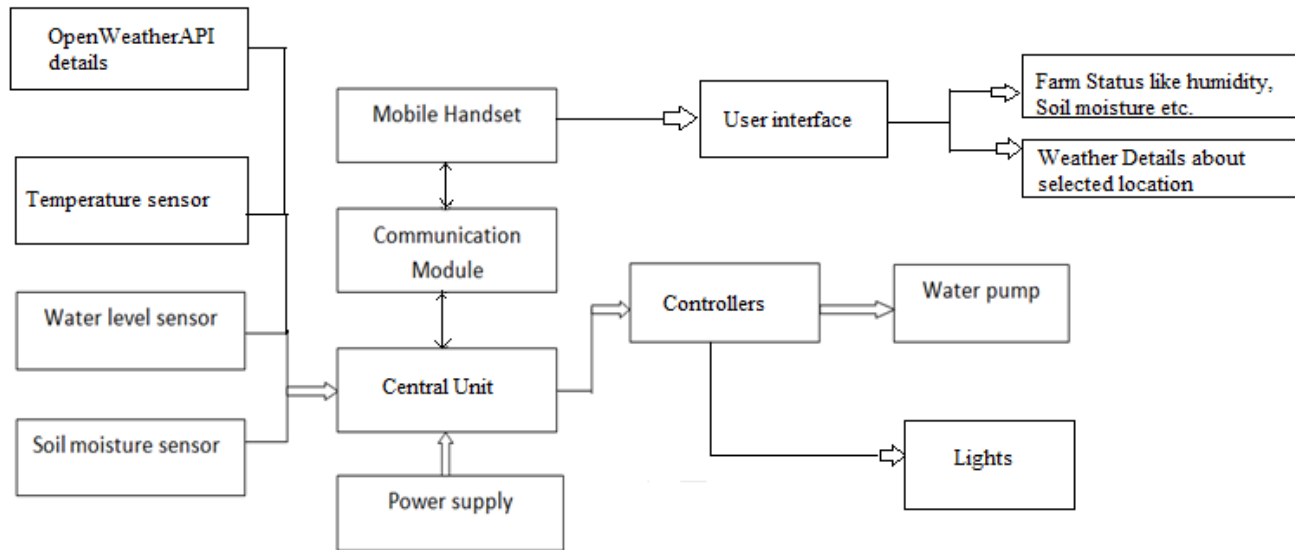 OpenWeatherAPI
details
Temperature sensor
Water level sensor
Soil moisture sensor
Mobile Handset
Communication
Module
Central Unit
Power supply
User interface
Controllers
Farm Status like humidity,
Soil moisture etc.
Weather Details about
selected location
Water pump
Lights